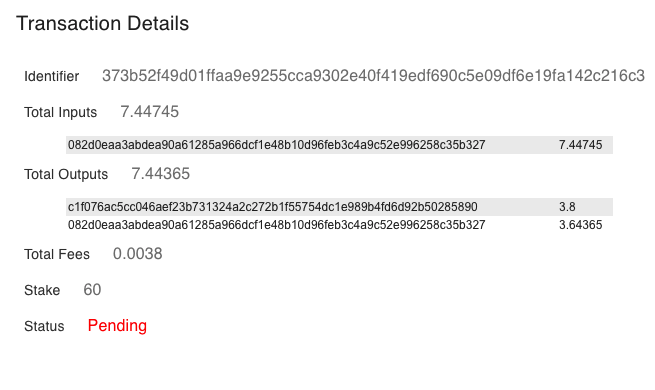 Transaction Details
Identifier 373b52f49d01ffaa9e9255cca9302e40f419edf690c5e09df6e19fa142c216c3
Total Inputs 7.44745
082d0eaa3abdea90a61285a966dcf1e48b10d96feb3c4a9c52e996258c35b327 7.44745
Total Outputs 7.44365
c1f076ac5cc046aef23b731324a2c272b1f55754dc1e989b4fd6d92b50285890 3.8
082d0eaa3abdea90a61285a966dcf1e48b10d96feb3c4a9c52e996258c35b327 3.64365
Total Fees 0.0038
Stake 60
Status Pending